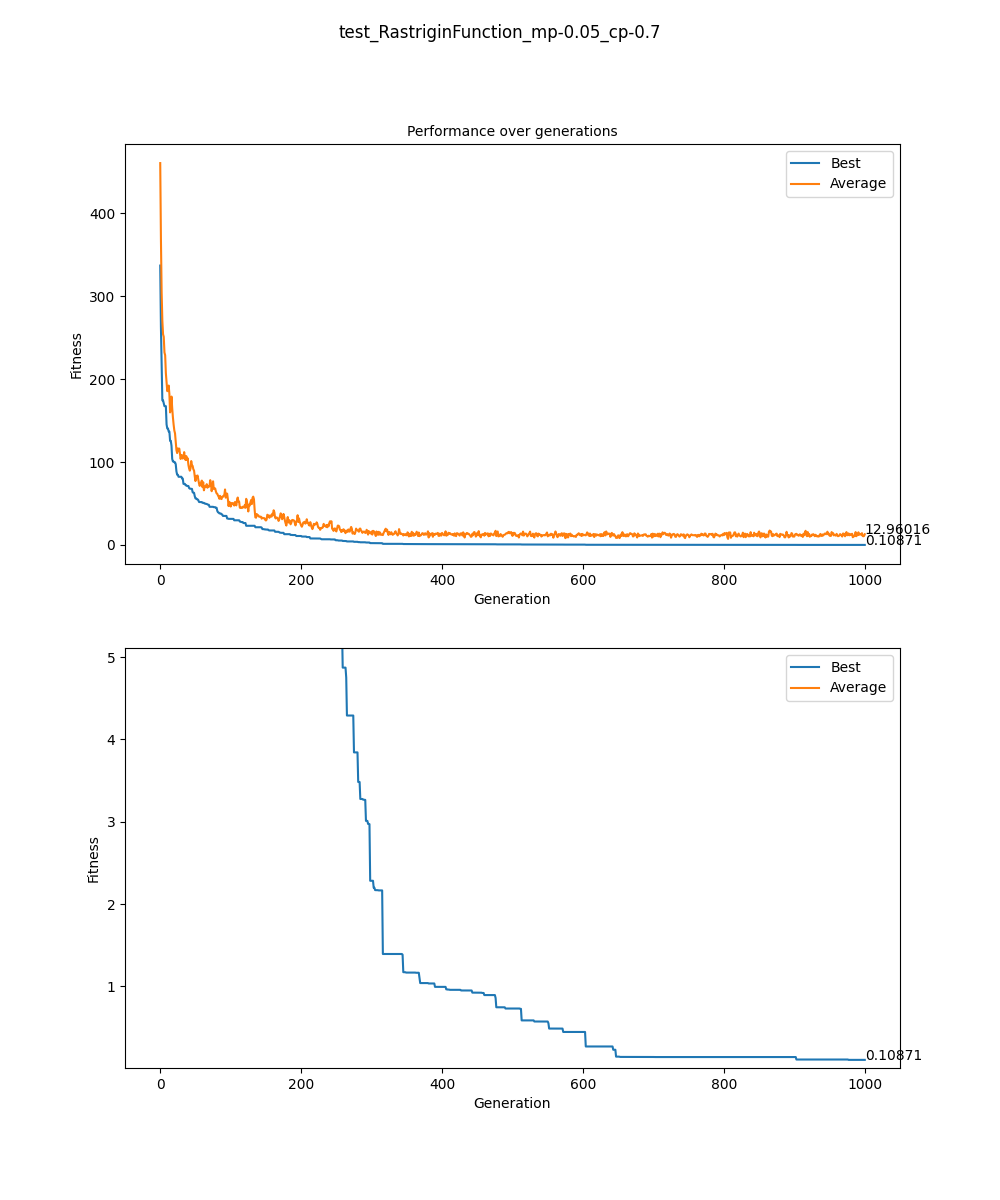 test_RastriginFunction_mp-0.05_cp-0.7
Performance over generations
Best
Average
Fitness
400
300
200
100
0
12.96016
0.10871
0 200 400 600 800 1000
Generation
Best
Average
Fitness
5
4
3
2
1
0.10871
0 200 400 600 800 1000
Generation